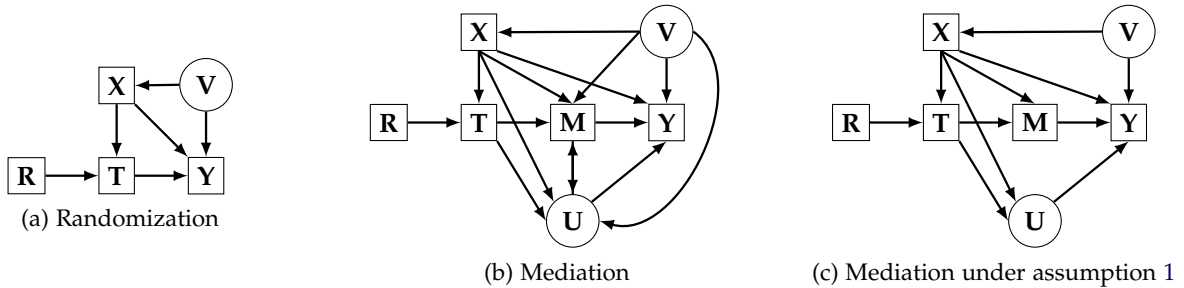 X V
R T Y
(a) Randomization
X V
R T M Y
U
(b) Mediation
X V
R T M Y
U
(c) Mediation under assumption 1